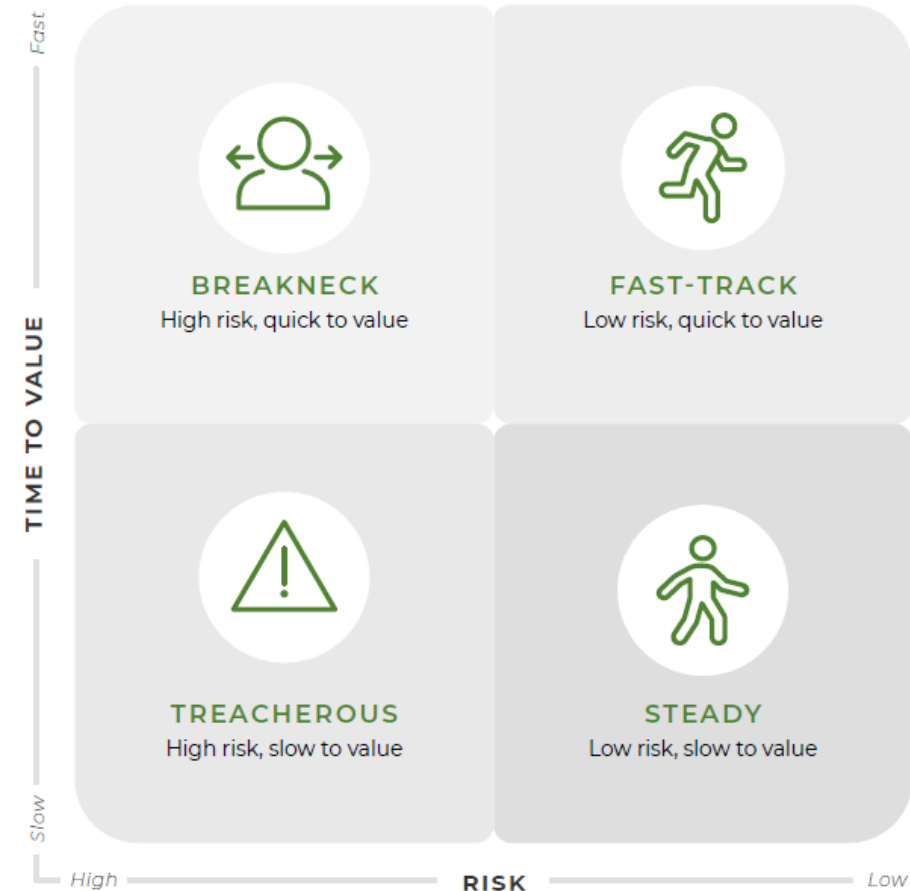 Fast
BREAKNECK
High risk, quick to value
FAST-TRACK
Low risk, quick to value
TIME TO VALUE
TREACHEROUS
High risk, slow to value
STEADY
Low risk, slow to value
Slow
High
RISK
Low